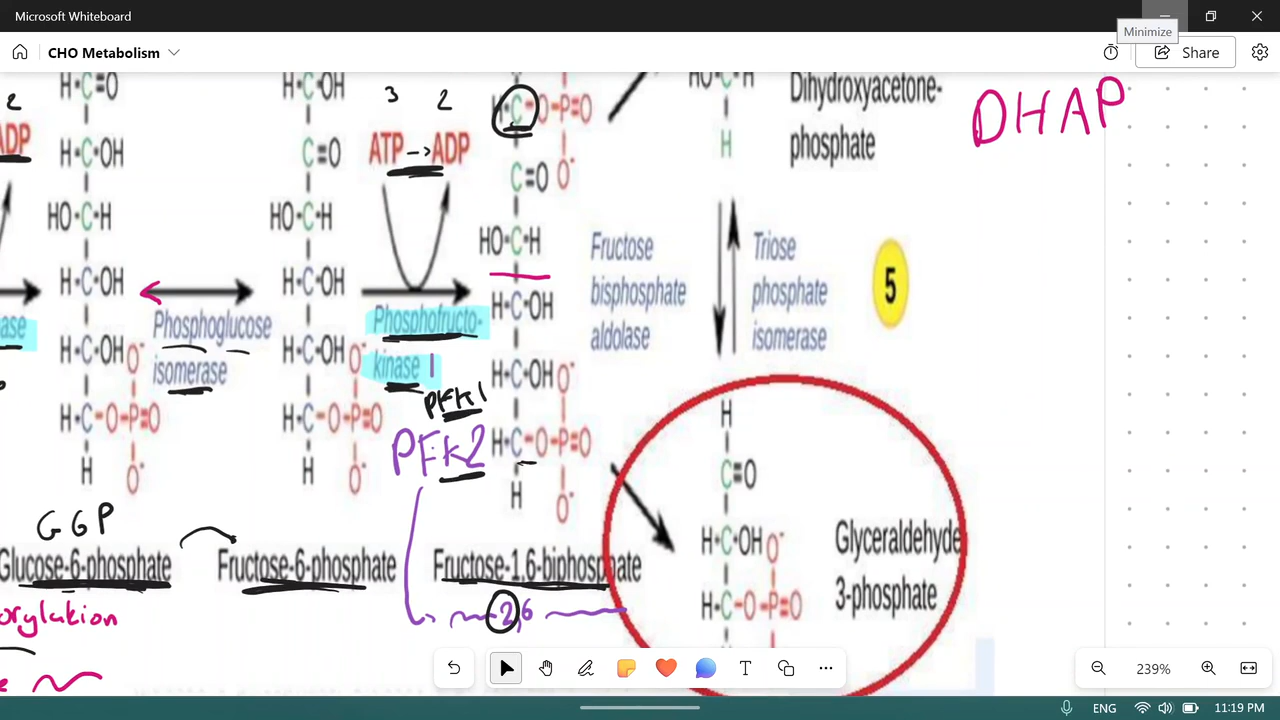 Microsoft Whiteboard
Minimize
CHO Metabolism
Share
DHAP
Dihydroxyacetone-
phosphate
2
ADP
3 2
ATP -> ADP
H-C=O
H-C-OH
HO-C-H
H-C-OH
H-C-OH O-
H-C-O-P=O
H
O-
H-C-OH
C=O
HO-C-H
H-C-OH
H-C-OH O-
H-C-O-P=O
H
O-
H-C-O-P=O
C=O O-
HO-C-H
H-C-OH
H-C-OH O-
H-C-O-P=O
H
O-
HO-C-H
H
Phosphoglucose
isomerase
Phosphofructo-
kinase 1
PFK1
PFK2
Fructose
bisphosphate
aldolase
Triose
phosphate
isomerase
5
H
C=O
H-C-OH O-
H-C-O-P=O
Glyceraldehyde
3-phosphate
G6P
Glucose-6-phosphate
Fructose-6-phosphate
Fructose-1,6-biphosphate
2,6
orylation
239%
ENG
11:19 PM